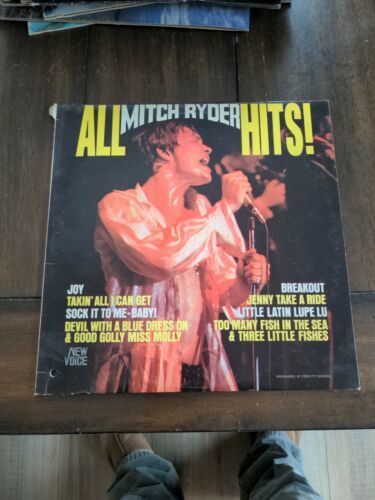 ALL MITCH RYDER HITS!
JOY
TAKIN' ALL I CAN GET
SOCK IT TO ME-BABY!
DEVIL WITH A BLUE DRESS ON
& GOOD GOLLY MISS MOLLY
BREAKOUT
JENNY TAKE A RIDE
LITTLE LATIN LUPE LU
TOO MANY FISH IN THE SEA
& THREE LITTLE FISHES
NEW
VOICE